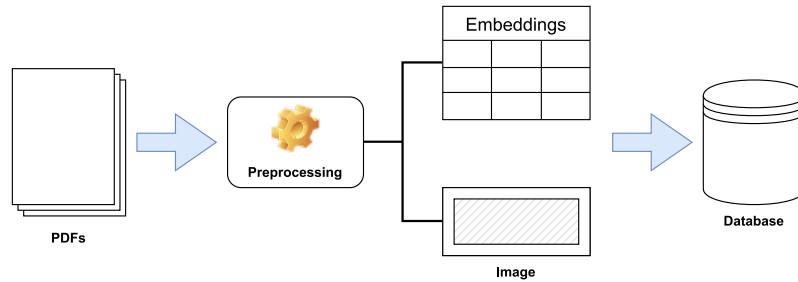 PDFs
Preprocessing
Embeddings
Image
Database